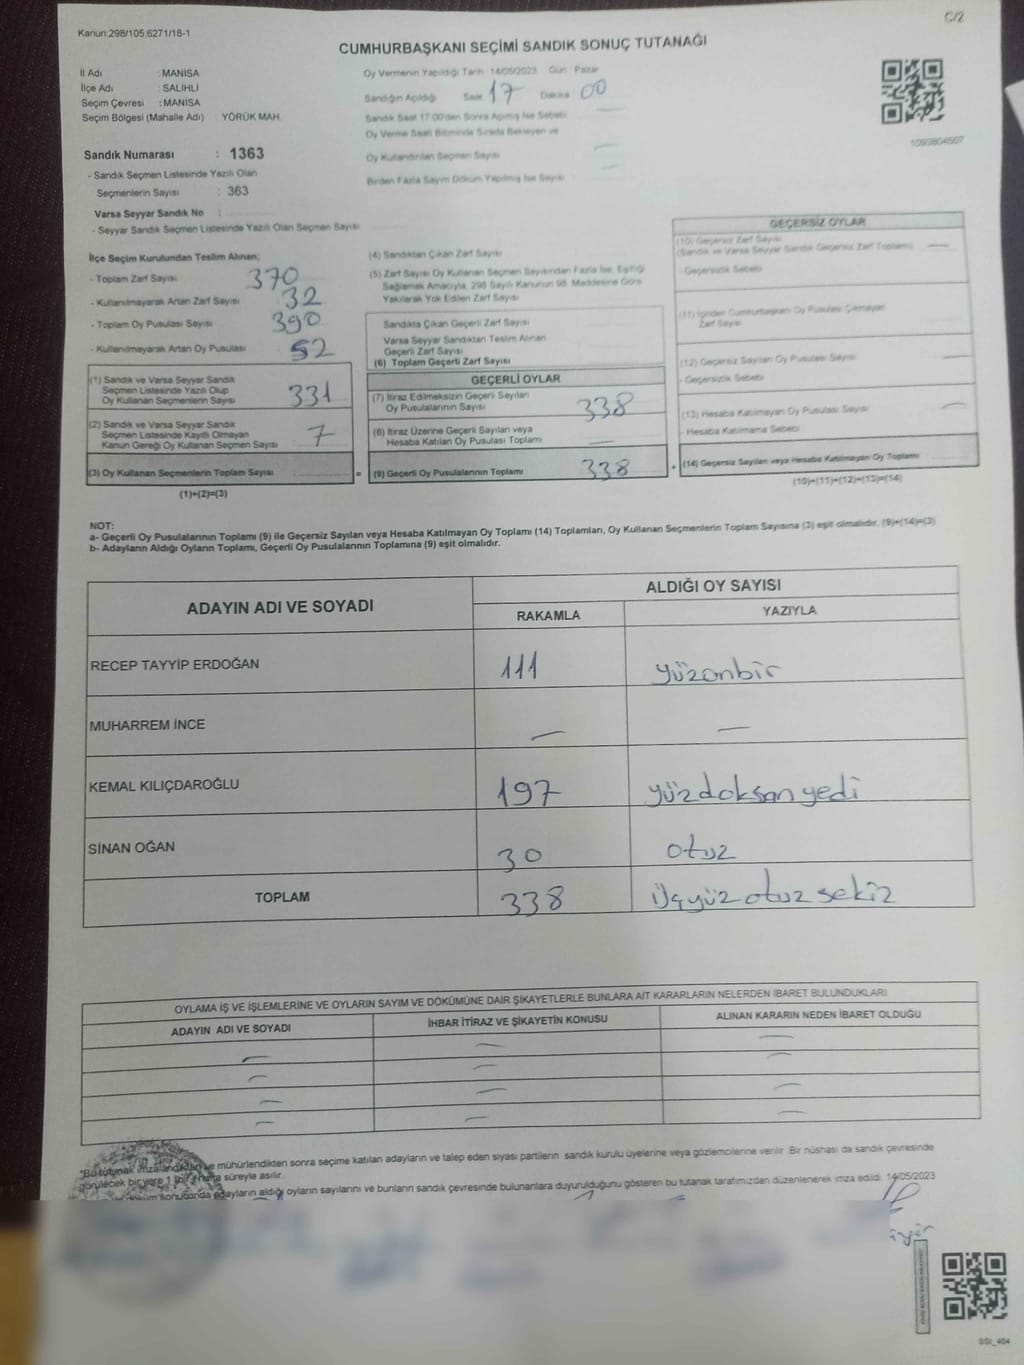 C/2
Kanun:298/105,6271/18-1
CUMHURBAŞKANI SEÇİMİ SANDIK SONUÇ TUTANAĞI
İl Adı : MANİSA
İlçe Adı : SALİHLİ
Seçim Çevresi : MANİSA
Seçim Bölgesi (Mahalle Adı) : YÖRÜK MAH.
Oy Vermenin Yapıldığı Tarih :14/05/2023 Gün : Pazar
Sandığın Açıldığı Saat 17 Dakika 00
Sandık Saat 17.00'den Sonra Açılmış İse Sebebi
Oy Verme Saati Bitiminde Sırada Bekleyen ve
Oy Kullandırılan Seçmen Sayısı —
Birden Fazla Sayım Döküm Yapılmış İse Sayısı —
1093804507
Sandık Numarası : 1363
- Sandık Seçmen Listesinde Yazılı Olan
Seçmenlerin Sayısı : 363
Varsa Seyyar Sandık No :
- Seyyar Sandık Seçmen Listesinde Yazılı Olan Seçmen Sayısı
İlçe Seçim Kurulundan Teslim Alınan;
- Toplam Zarf Sayısı 370
- Kullanılmayarak Artan Zarf Sayısı 32
- Toplam Oy Pusulası Sayısı 390
- Kullanılmayarak Artan Oy Pusulası 52
(1) Sandık ve Varsa Seyyar Sandık
Seçmen Listesinde Yazılı Olup
Oy Kullanan Seçmenlerin Sayısı 331
(2) Sandık ve Varsa Seyyar Sandık
Seçmen Listesinde Kayıtlı Olmayan
Kanun Gereği Oy Kullanan Seçmen Sayısı 7
(3) Oy Kullanan Seçmenlerin Toplam Sayısı =
(1)+(2)=(3)
(4) Sandıktan Çıkan Zarf Sayısı
(5) Zarf Sayısı Oy Kullanan Seçmen Sayısından Fazla İse, Eşitliği
Sağlamak Amacıyla, 298 Sayılı Kanunun 98. Maddesine Göre
Yakılarak Yok Edilen Zarf Sayısı
Sandıkta Çıkan Geçerli Zarf Sayısı
Varsa Seyyar Sandıktan Teslim Alınan
Geçerli Zarf Sayısı
(6) Toplam Geçerli Zarf Sayısı
GEÇERLİ OYLAR
(7) İtiraz Edilmeksizin Geçerli Sayılan
Oy Pusulalarının Sayısı 338
(8) İtiraz Üzerine Geçerli Sayılan veya
Hesaba Katılan Oy Pusulası Toplamı —
(9) Geçerli Oy Pusulalarının Toplamı 338 +
GEÇERSİZ OYLAR
(10) Geçersiz Zarf Sayısı
(Sandık ve Varsa Seyyar Sandık Geçersiz Zarf Toplamı) —
- Geçersizlik Sebebi
(11) İçinden Cumhurbaşkanı Oy Pusulası Çıkmayan
Zarf Sayısı
(12) Geçersiz Sayılan Oy Pusula Sayısı —
- Geçersizlik Sebebi
(13) Hesaba Katılmayan Oy Pusulası Sayısı —
- Hesaba Katılmama Sebebi
(14) Geçersiz Sayılan veya Hesaba Katılmayan Oy Toplamı
(10)+(11)+(12)+(13)=(14)
NOT:
a- Geçerli Oy Pusulalarının Toplamı (9) ile Geçersiz Sayılan veya Hesaba Katılmayan Oy Toplamı (14) Toplamları, Oy Kullanan Seçmenlerin Toplam Sayısına (3) eşit olmalıdır. (9)+(14)=(3)
b- Adayların Aldığı Oyların Toplamı, Geçerli Oy Pusulalarının Toplamına (9) eşit olmalıdır.
ADAYIN ADI VE SOYADI ALDIĞI OY SAYISI
RAKAMLA YAZIYLA
RECEP TAYYİP ERDOĞAN 111 yüzonbir
MUHARREM İNCE — —
KEMAL KILIÇDAROĞLU 197 yüzdoksanyedi
SİNAN OĞAN 30 otuz
TOPLAM 338 üçyüz otuz sekiz
OYLAMA İŞ VE İŞLEMLERİNE VE OYLARIN SAYIM VE DÖKÜMÜNE DAİR ŞİKAYETLERLE BUNLARA AİT KARARLARIN NELERDEN İBARET BULUNDUKLARI
ADAYIN ADI VE SOYADI İHBAR İTİRAZ VE ŞİKAYETİN KONUSU ALINAN KARARIN NEDEN İBARET OLDUĞU
— — —
— — —
— — —
— — —
*Bu tutanak imzalandıktan ve mühürlendikten sonra seçime katılan adayların ve talep eden siyasi partilerin sandık kurulu üyelerine veya gözlemcilerine verilir. Bir nüshası da sandık çevresinde
görülecek bir yere 1 (bir) hafta süreyle asılır.
sonucunda adayların aldığı oyların sayılarını ve bunların sandık çevresinde bulunanlara duyurulduğunu gösteren bu tutanak tarafımızdan düzenlenerek imza edildi. 14/05/2023
SSI_404